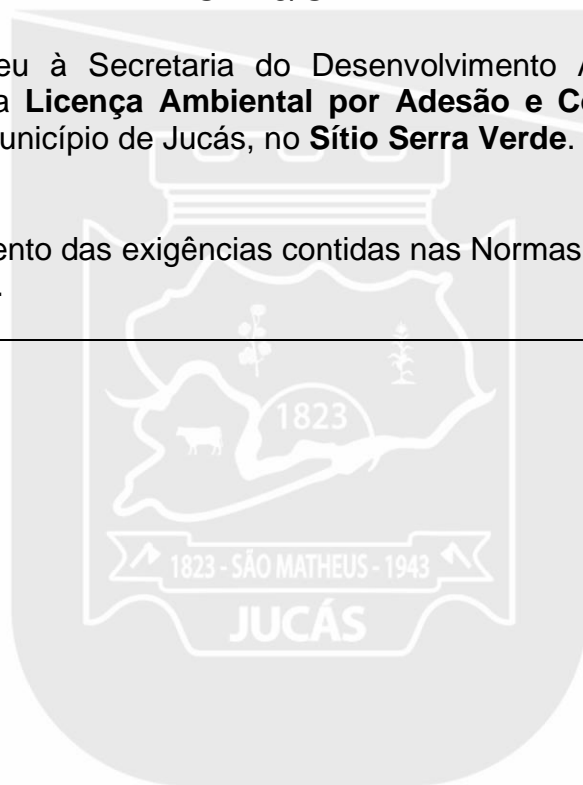 eu à Secretaria do Desenvolvimento
a Licença Ambiental por Adesão e
unicípio de Jucás, no Sítio Serra Verde.
ento das exigências contidas nas Normas
.
1823
1823 - SÃO MATHEUS - 1943
JUCÁS